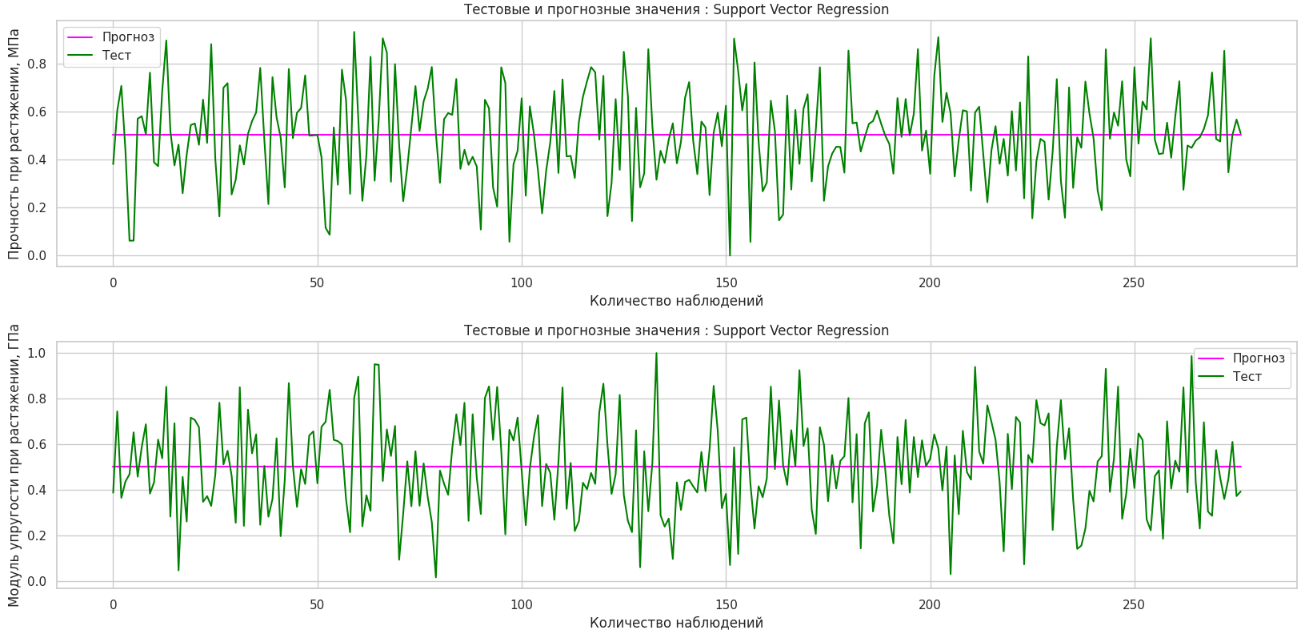 Тестовые и прогнозные значения : Support Vector Regression
Прочность при растяжении, МПа
Прогноз
Тест
0.8
0.6
0.4
0.2
0.0
0 50 100 150 200 250
Количество наблюдений
Тестовые и прогнозные значения : Support Vector Regression
Модуль упругости при растяжении, ГПа
Прогноз
Тест
1.0
0.8
0.6
0.4
0.2
0.0
0 50 100 150 200 250
Количество наблюдений